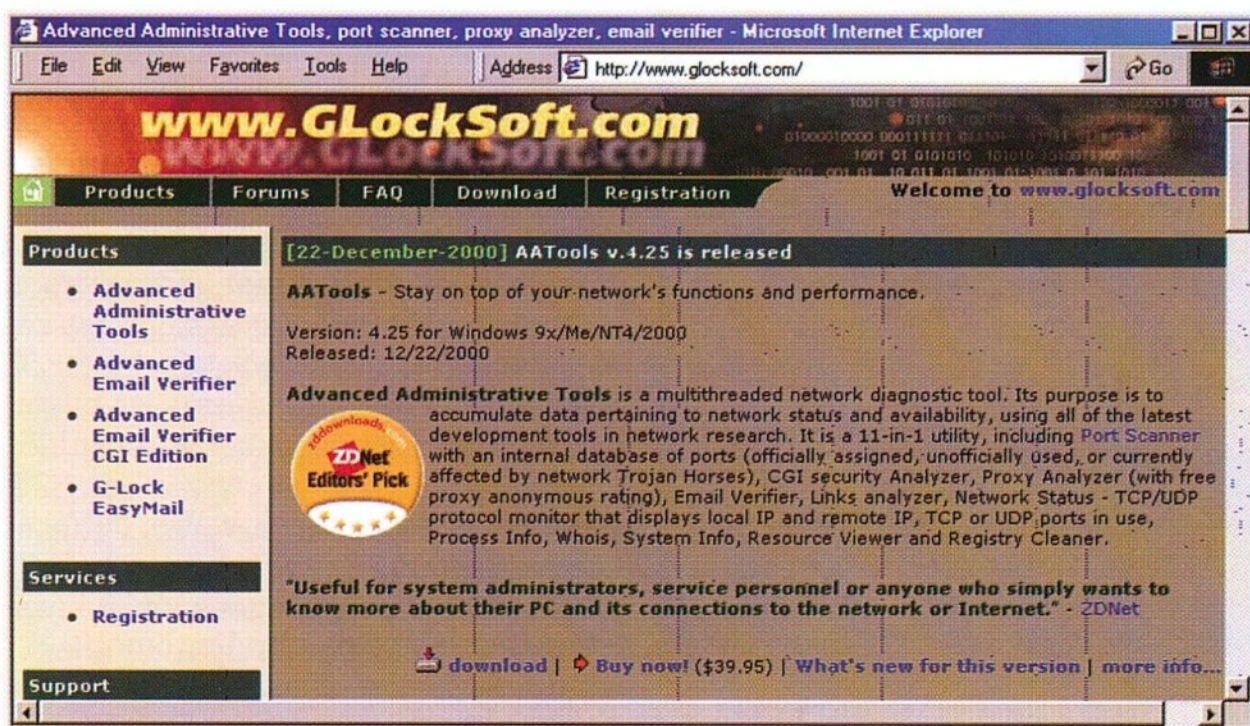 Advanced Administrative Tools, port scanner, proxy analyzer, email verifier - Microsoft Internet Explorer
File Edit View Favorites Tools Help
Address http://www.glocksoft.com/
Go
www.GLockSoft.com
Products Forums FAQ Download Registration
Welcome to www.glocksoft.com
Products
• Advanced
Administrative
Tools
• Advanced
Email Verifier
• Advanced
Email Verifier
CGI Edition
• G-Lock
EasyMail
Services
• Registration
Support
[22-December-2000] AATools v.4.25 is released
AATools - Stay on top of your network's functions and performance.
Version: 4.25 for Windows 9x/Me/NT4/2000
Released: 12/22/2000
Advanced Administrative Tools is a multithreaded network diagnostic tool. Its purpose is to
accumulate data pertaining to network status and availability, using all of the latest
development tools in network research. It is a 11-in-1 utility, including Port Scanner
with an internal database of ports (officially assigned, unofficially used, or currently
affected by network Trojan Horses), CGI security Analyzer, Proxy Analyzer (with free
proxy anonymous rating), Email Verifier, Links analyzer, Network Status - TCP/UDP
protocol monitor that displays local IP and remote IP, TCP or UDP ports in use,
Process Info, Whois, System Info, Resource Viewer and Registry Cleaner.
zddownloads.com
ZDNet
Editors' Pick
"Useful for system administrators, service personnel or anyone who simply wants to
know more about their PC and its connections to the network or Internet." - ZDNet
download | Buy now! ($39.95) | What's new for this version | more info...